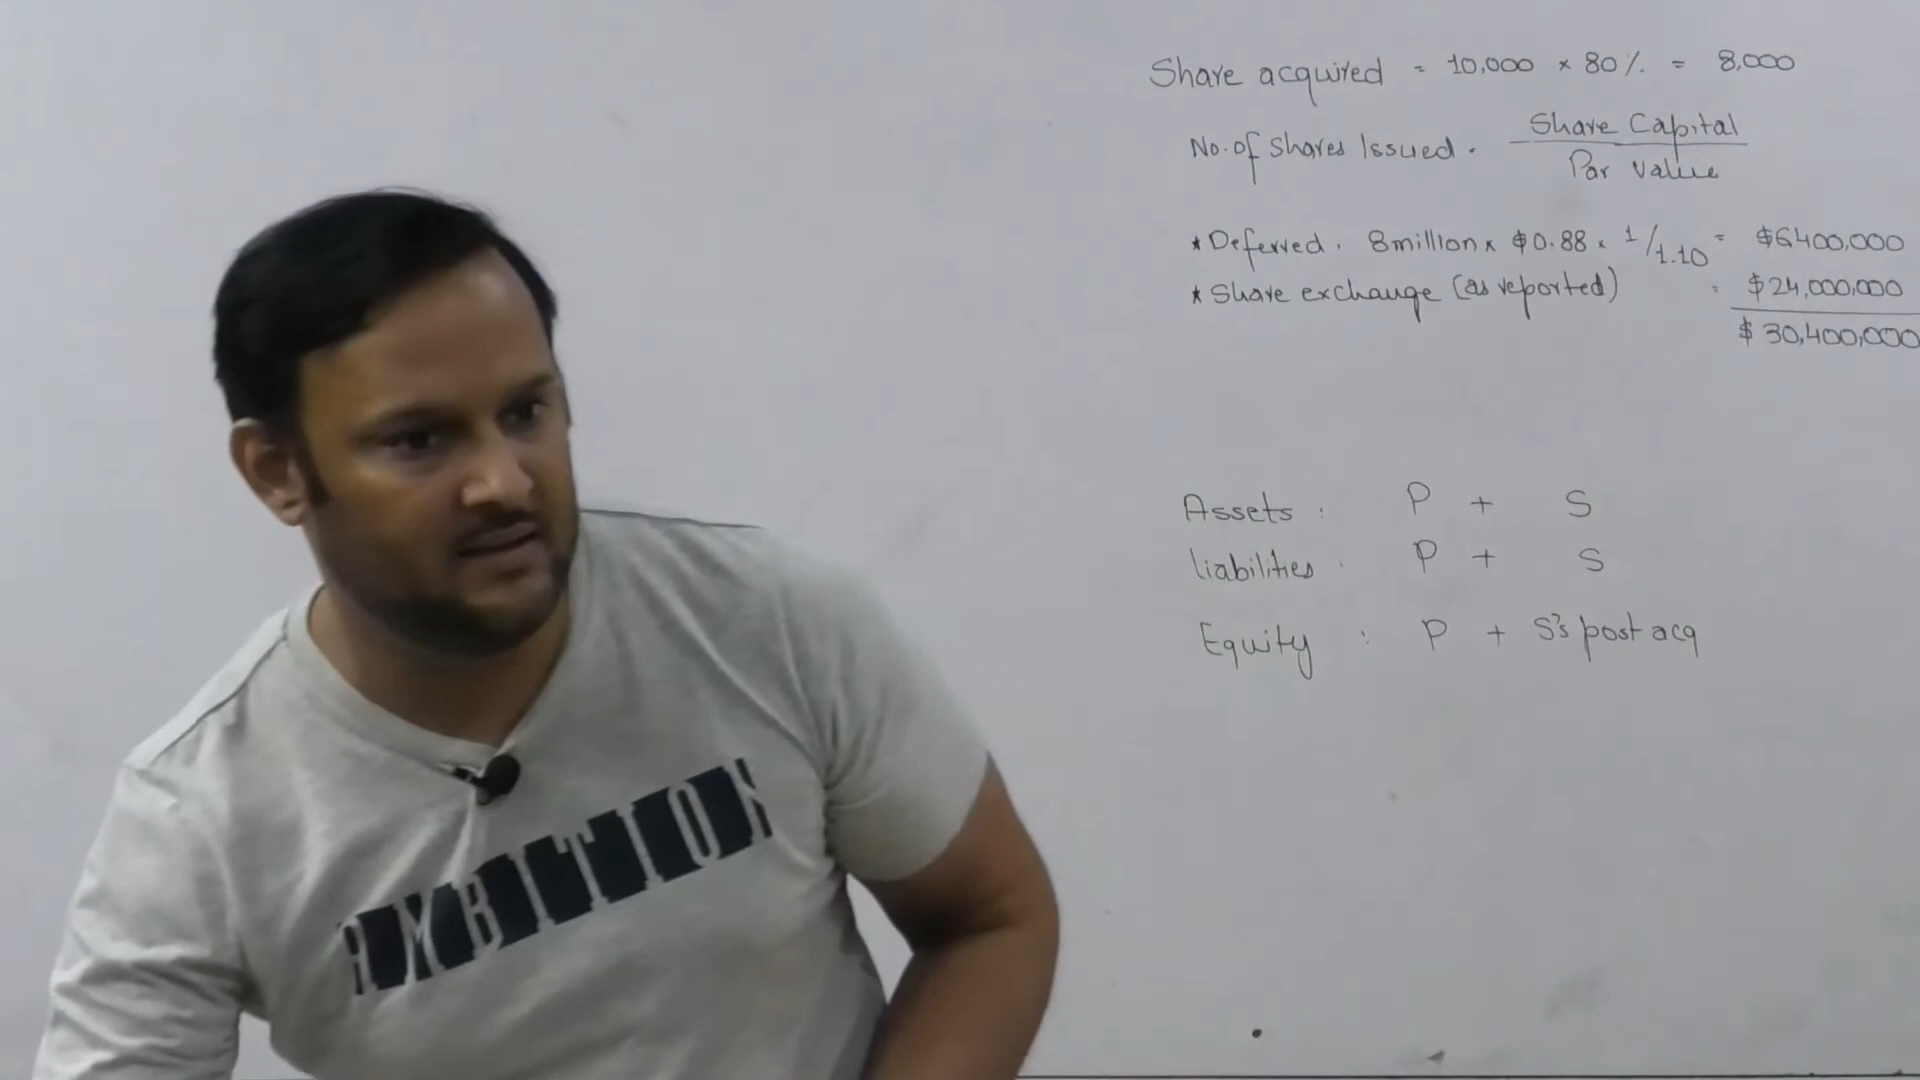 Share acquired = 10,000 × 80% = 8,000
No. of Shares Issued. Share Capital
Par Value
* Deferred. 8million × $0.88 × 1/1.10 = $6400,000
* Share exchange (as reported) = $24,000,000
$30,400,000
Assets : P + S
liabilities : P + S
Equity : P + S's post acq
AMBITION